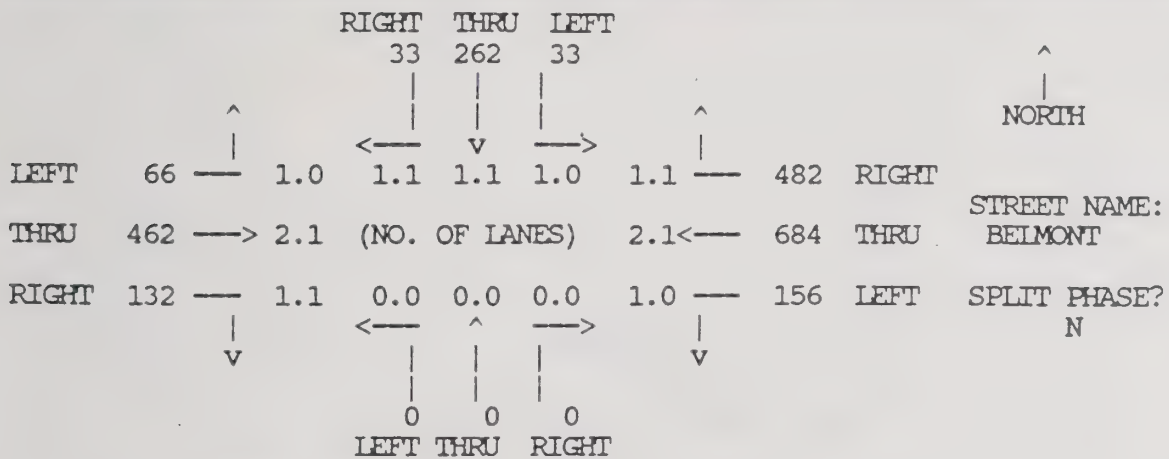 RIGHT THRU LEFT
33 262 33
^
NORTH
^ ^
<--- v --->
LEFT 66 --- 1.0 1.1 1.1 1.0 1.1 --- 482 RIGHT
STREET NAME:
THRU 462 ---> 2.1 (NO. OF LANES) 2.1<--- 684 THRU BELMONT
RIGHT 132 --- 1.1 0.0 0.0 0.0 1.0 --- 156 LEFT SPLIT PHASE?
<--- ^ ---> N
v v
0 0 0
LEFT THRU RIGHT